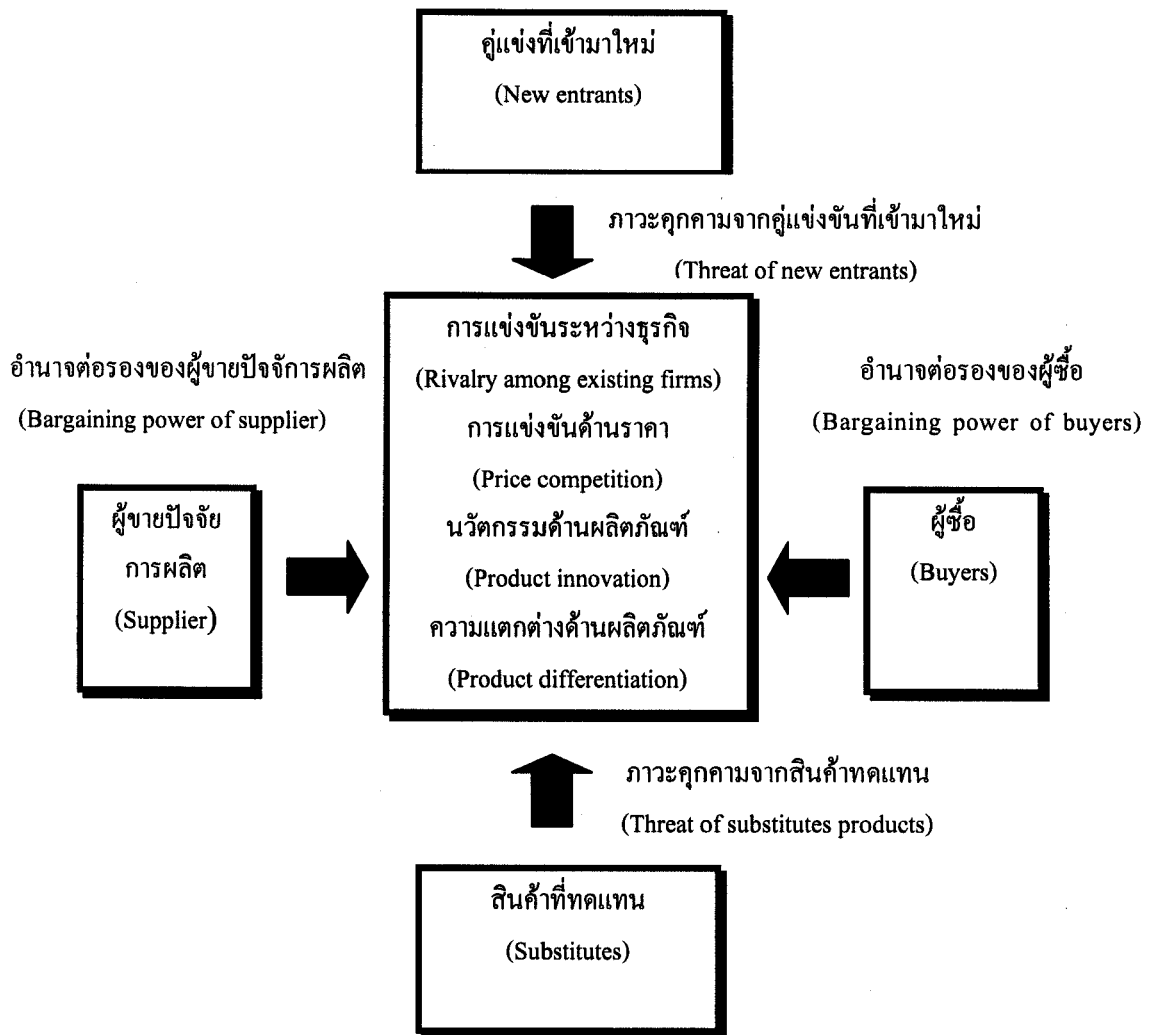 คู่แข่งที่เข้ามาใหม่
(New entrants)
ภาวะคุกคามจากคู่แข่งขันที่เข้ามาใหม่
(Threat of new entrants)
อำนาจต่อรองของผู้ขายปัจจัการผลิต
(Bargaining power of supplier)
ผู้ขายปัจจัย
การผลิต
(Supplier)
การแข่งขันระหว่างธุรกิจ
(Rivalry among existing firms)
การแข่งขันด้านราคา
(Price competition)
นวัตกรรมด้านผลิตภัณฑ์
(Product innovation)
ความแตกต่างด้านผลิตภัณฑ์
(Product differentiation)
อำนาจต่อรองของผู้ซื้อ
(Bargaining power of buyers)
ผู้ซื้อ
(Buyers)
ภาวะคุกคามจากสินค้าทดแทน
(Threat of substitutes products)
สินค้าที่ทดแทน
(Substitutes)